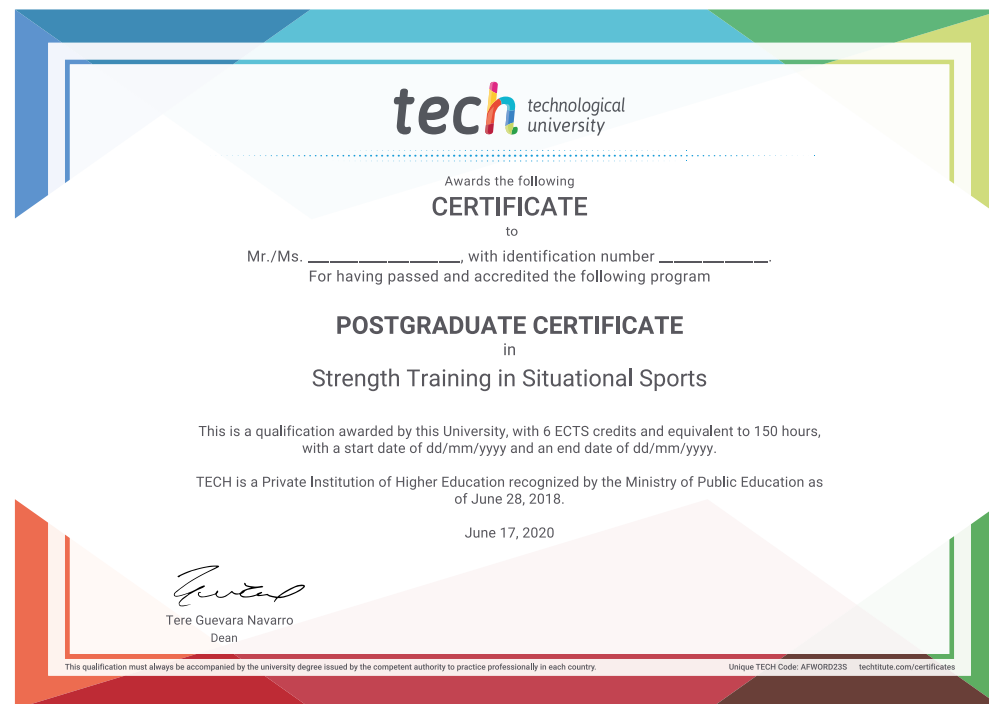 tech technological
university
Awards the following
CERTIFICATE
to
Mr./Ms. ____________________, with identification number ______________.
For having passed and accredited the following program
POSTGRADUATE CERTIFICATE
in
Strength Training in Situational Sports
This is a qualification awarded by this University, with 6 ECTS credits and equivalent to 150 hours,
with a start date of dd/mm/yyyy and an end date of dd/mm/yyyy.
TECH is a Private Institution of Higher Education recognized by the Ministry of Public Education as
of June 28, 2018.
June 17, 2020
Tere Guevara Navarro
Dean
This qualification must always be accompanied by the university degree issued by the competent authority to practice professionally in each country. Unique TECH Code: AFWORD23S techtitute.com/certificates